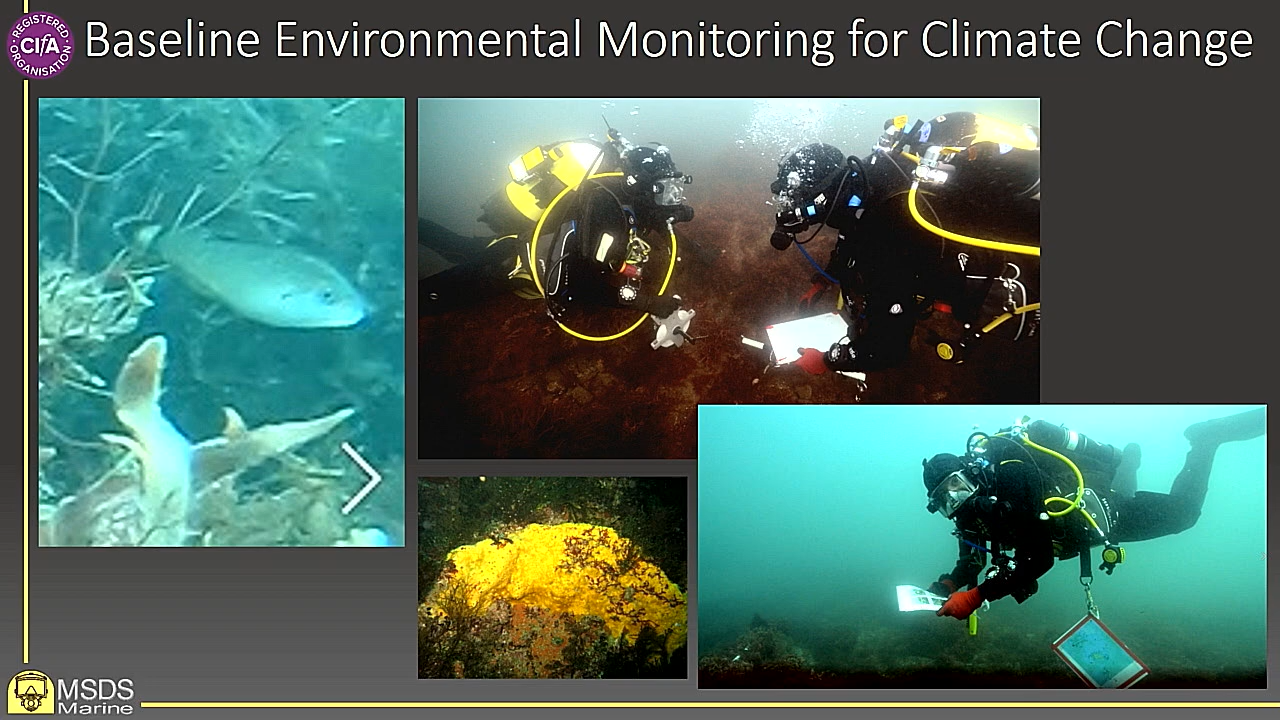 Baseline Environmental Monitoring for Climate Change
REGISTERED
CIfA
ORGANISATION
MSDS
Marine